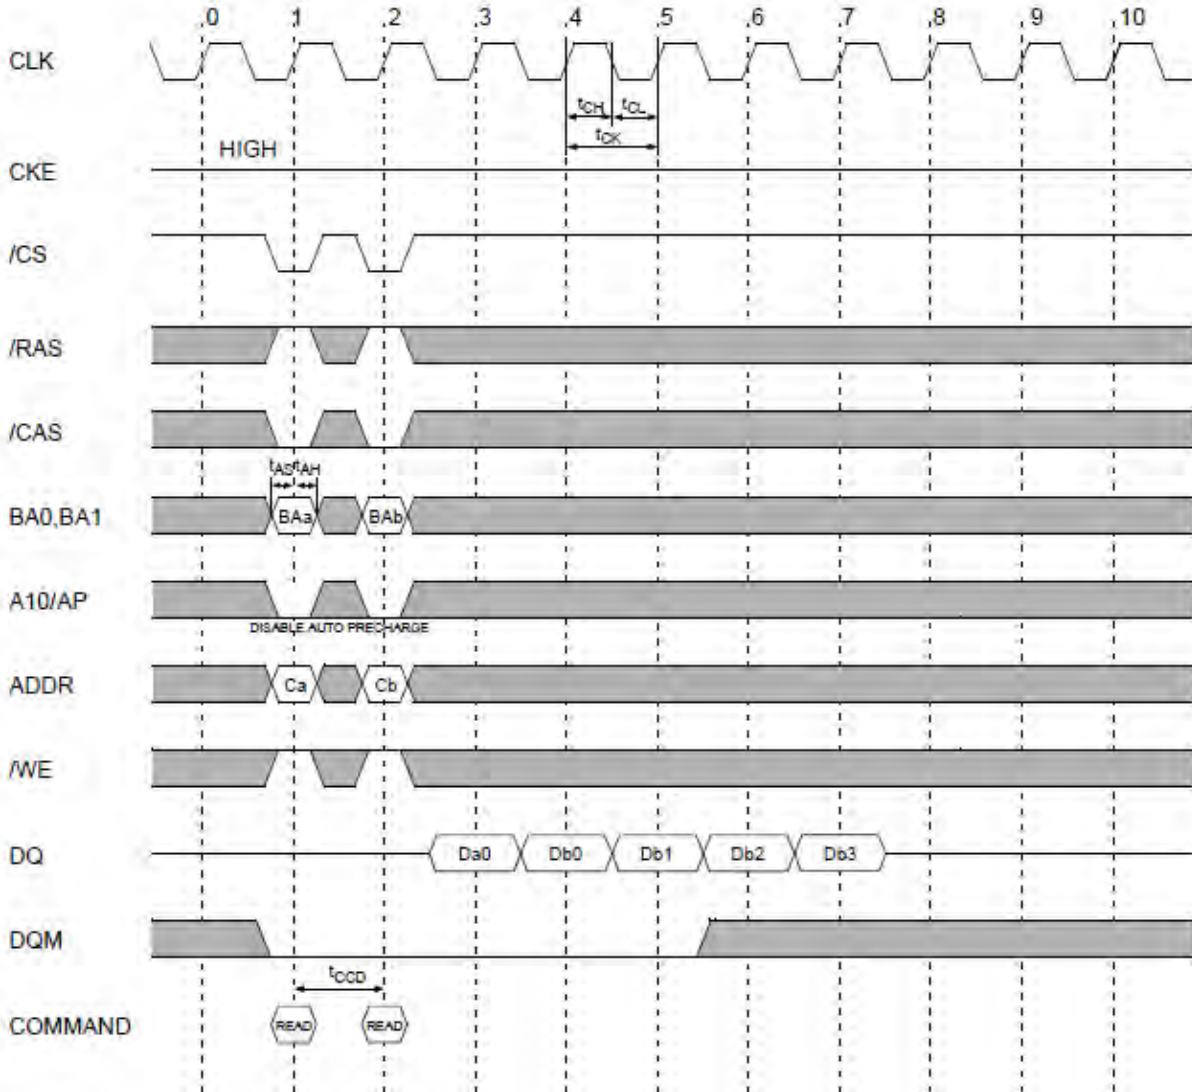 .0 .1 .2 .3 .4 .5 .6 .7 .8 .9 .10
CLK
tCH tCL
tCK
HIGH
CKE
/CS
/RAS
/CAS
tAS tAH
BA0,BA1 BAa BAb
A10/AP
DISABLE AUTO PRECHARGE
ADDR Ca Cb
/WE
DQ Da0 Db0 Db1 Db2 Db3
DQM
tCCD
COMMAND READ READ